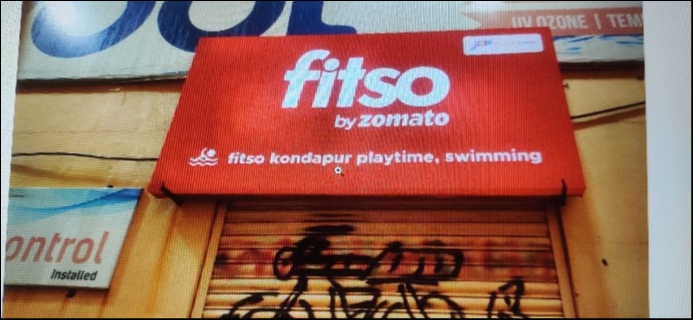 UV OZONE | TEM
fitso
by zomato
fitso kondapur playtime, swimming
ontrol
Installed